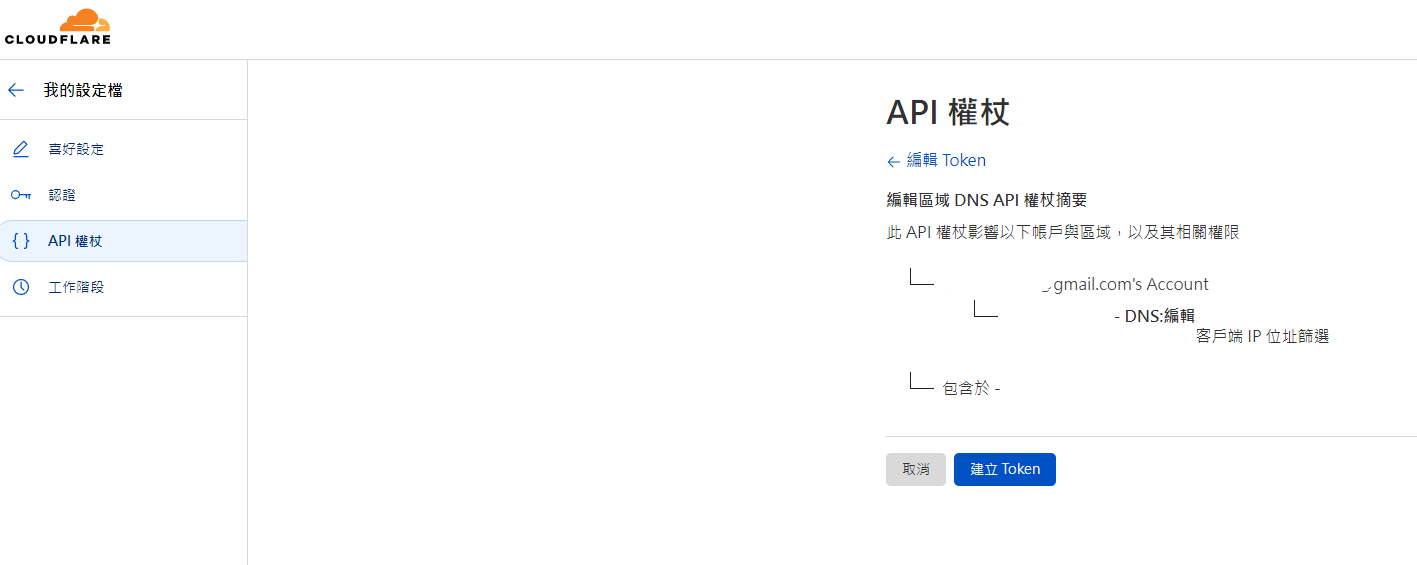 CLOUDFLARE
我的設定檔
喜好設定
認證
{ } API 權杖
工作階段
API 權杖
← 編輯 Token
編輯區域 DNS API 權杖摘要
此 API 權杖影響以下帳戶與區域，以及其相關權限
gmail.com's Account
- DNS:編輯
客戶端 IP 位址篩選
包含於 -
取消
建立 Token